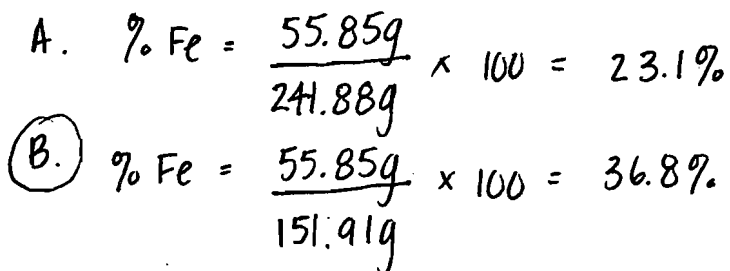 A. % Fe = 55.85g / 241.88g × 100 = 23.1%
B. % Fe = 55.85g / 151.91g × 100 = 36.8%